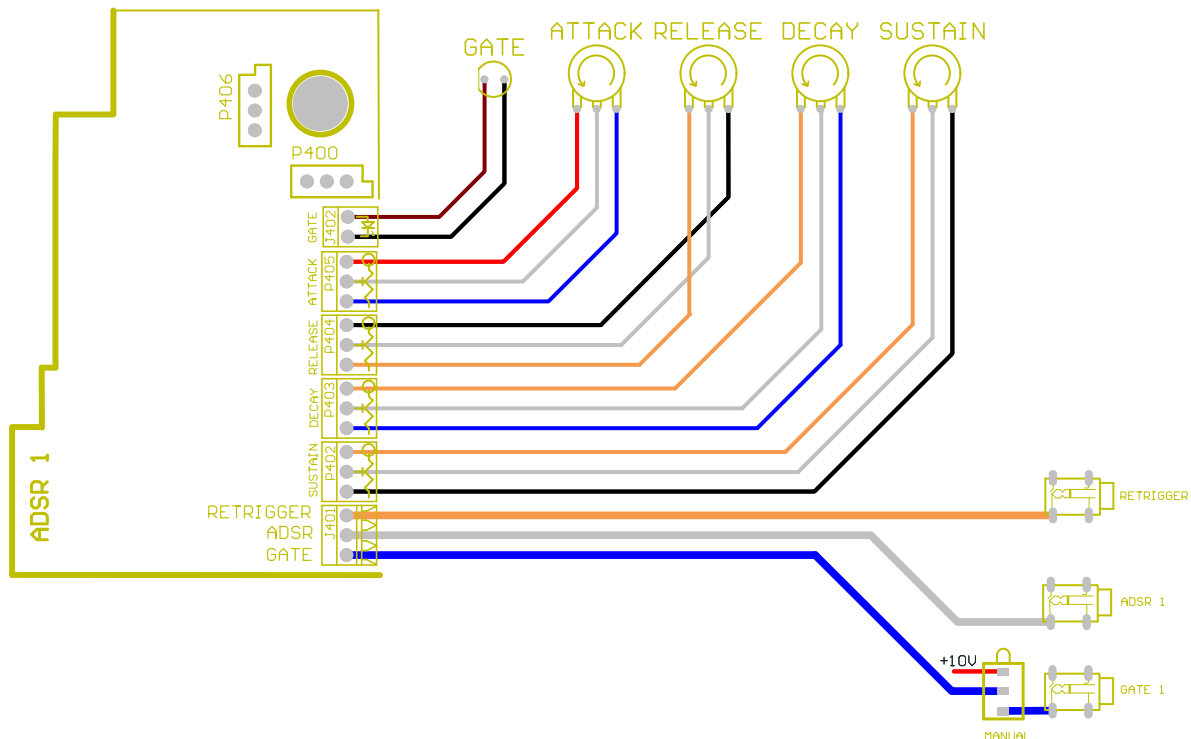 ATTACK RELEASE DECAY SUSTAIN
GATE
P406
P400
GATE
J402
ATTACK
P405
RELEASE
P404
DECAY
P403
SUSTAIN
P402
RETRIGGER
ADSR
GATE
J401
ADSR 1
RETRIGGER
ADSR 1
+10V
GATE 1
MANUAL